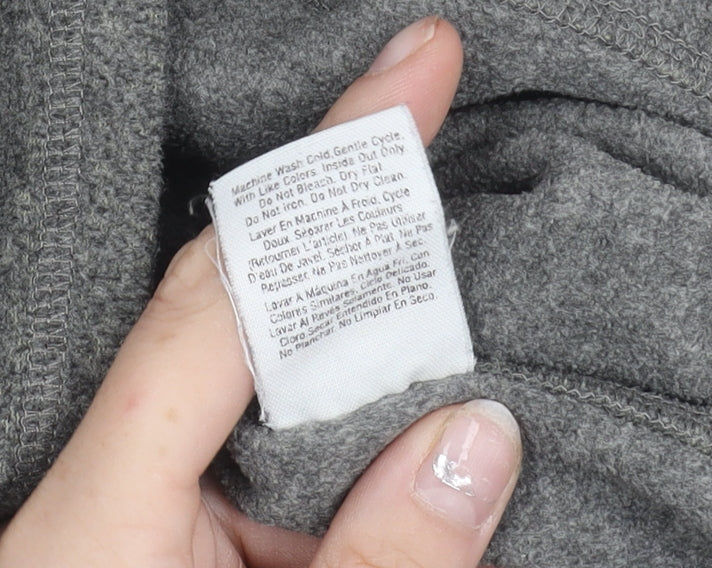 Machine Wash Cold, Gentle Cycle,
With Like Colors. Inside Out Only
Do Not Bleach. Dry Flat
Do Not Iron. Do Not Dry Clean.
Laver En Machine À Froid, Cycle
Doux. Séparer Les Couleurs
(Retourner L'article). Ne Pas Utiliser
D'eau De Javel. Sécher À Plat. Ne Pas
Repasser. Ne Pas Nettoyer À Sec.
Lavar A Máquina En Agua Fri. Con
Colores Similares. Ciclo Delicado.
Lavar Al Revés Solamente. No Usar
Cloro Secar Entendido En Plano.
No Planchar. No Limpiar En Seco.